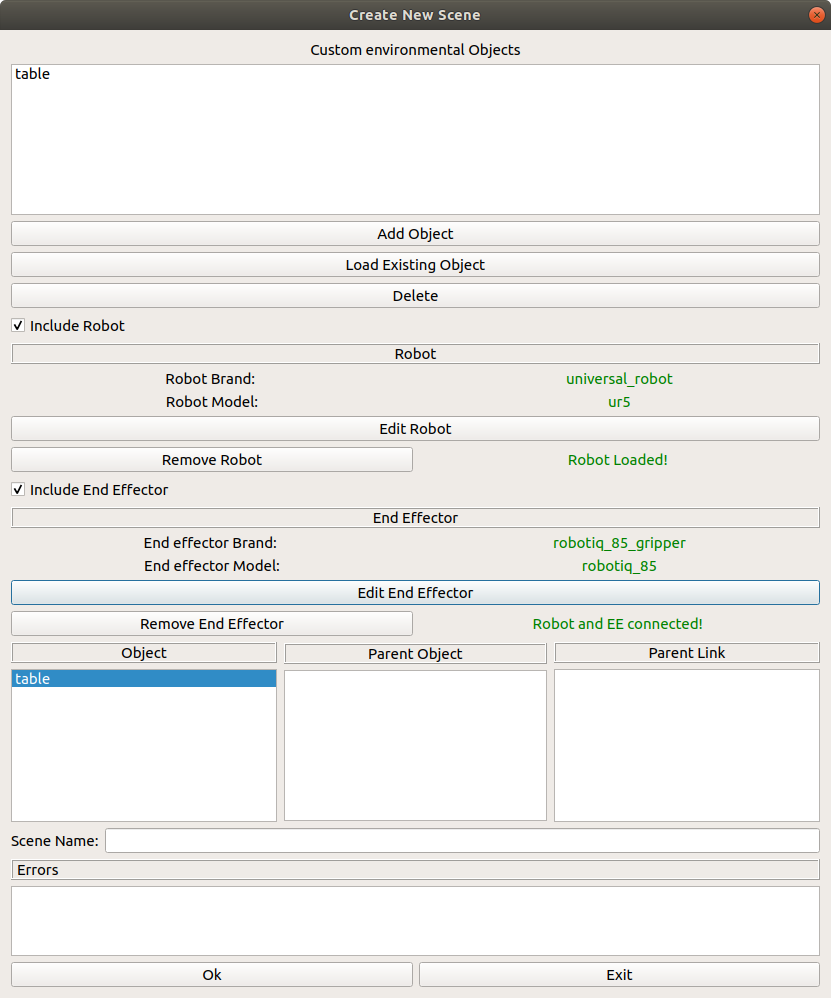 Create New Scene
Custom environmental Objects
table
Add Object
Load Existing Object
Delete
Include Robot
Robot
Robot Brand: universal_robot
Robot Model: ur5
Edit Robot
Remove Robot Robot Loaded!
Include End Effector
End Effector
End effector Brand: robotiq_85_gripper
End effector Model: robotiq_85
Edit End Effector
Remove End Effector Robot and EE connected!
Object Parent Object Parent Link
table
Scene Name:
Errors
Ok Exit